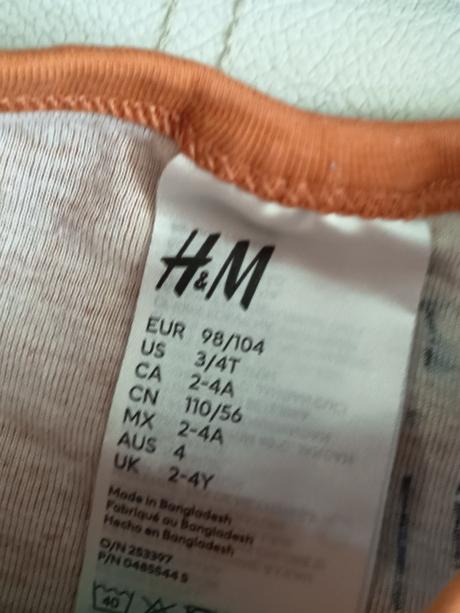 H&M
EUR 98/104
US 3/4T
CA 2-4A
CN 110/56
MX 2-4A
AUS 4
UK 2-4Y
Made in Bangladesh
Fabriqué au Bangladesh
Hecho en Bangladesh
O/N 253397
P/N 0485544 5
40